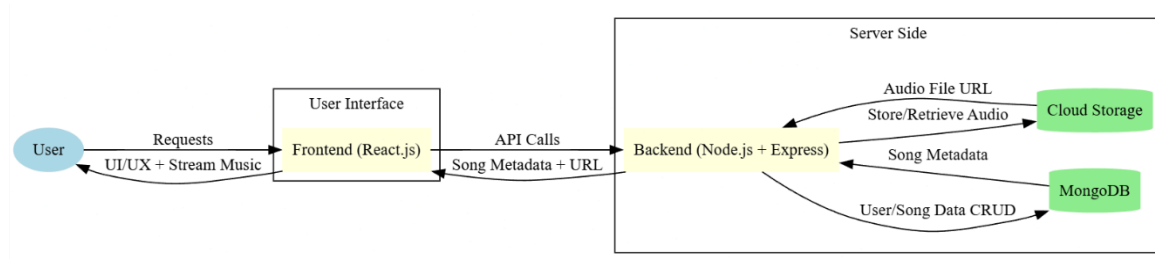 Server Side
User Interface
User
Requests
UI/UX + Stream Music
Frontend (React.js)
API Calls
Song Metadata + URL
Backend (Node.js + Express)
Audio File URL
Store/Retrieve Audio
Cloud Storage
Song Metadata
MongoDB
User/Song Data CRUD